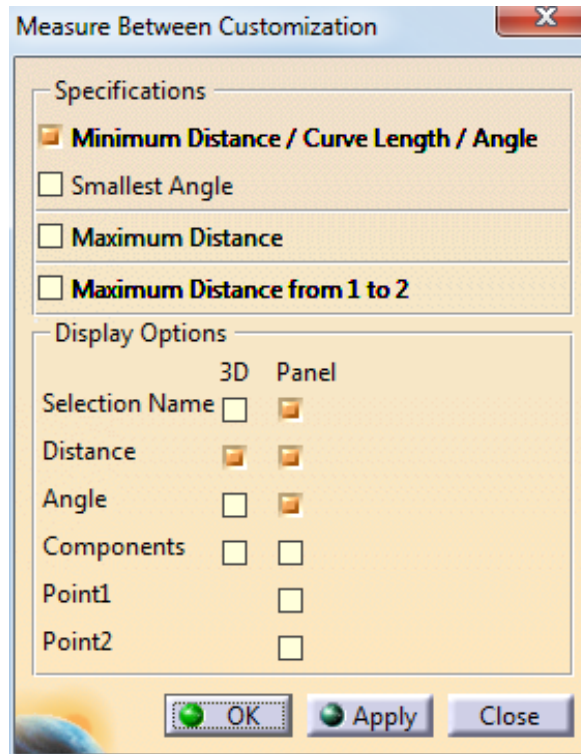 Measure Between Customization
Specifications
Minimum Distance / Curve Length / Angle
Smallest Angle
Maximum Distance
Maximum Distance from 1 to 2
Display Options
3D Panel
Selection Name
Distance
Angle
Components
Point1
Point2
OK Apply Close